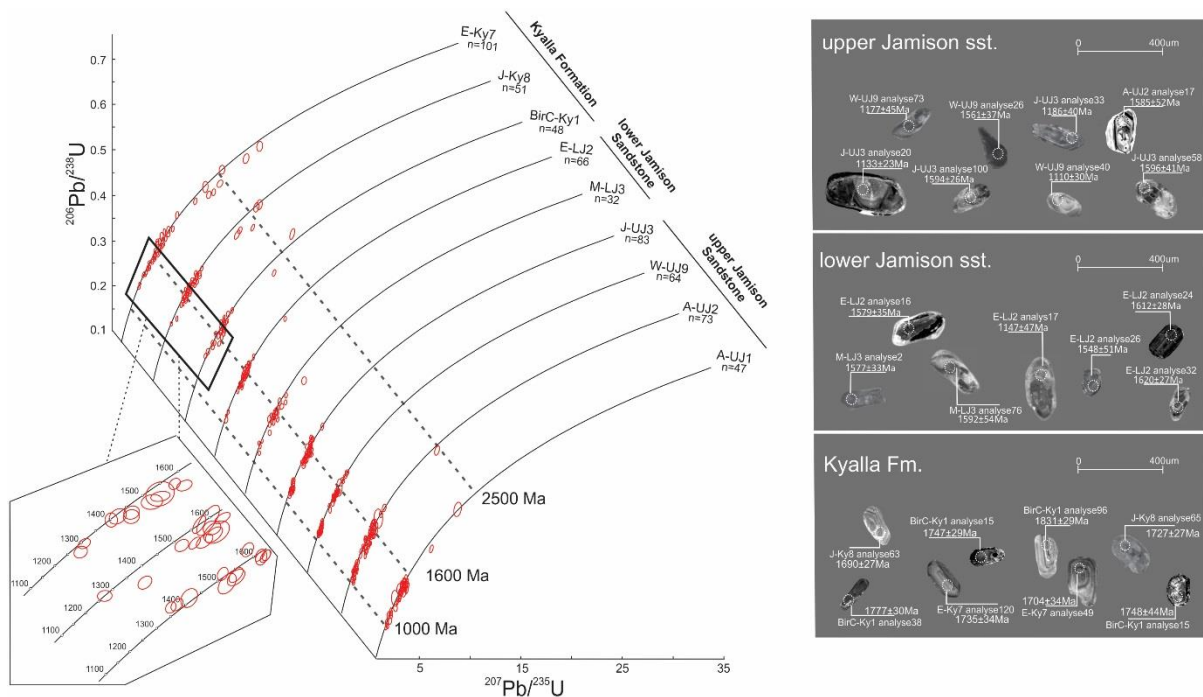 0.7
0.6
0.5
0.4
0.3
0.2
0.1
206Pb/238U
E-Ky7
n=101
J-Ky8
n=51
BirC-Ky1
n=48
E-LJ2
n=66
M-LJ3
n=32
J-UJ3
n=83
W-UJ9
n=64
A-UJ2
n=73
A-UJ1
n=47
Kyalla Formation
lower Jamison
Sandstone
upper Jamison
Sandstone
2500 Ma
1600 Ma
1000 Ma
5 15 25 35
207Pb/235U
1600
1500
1400
1300
1200
1100
1600
1500
1400
1300
1200
1100
1600
1500
1400
1300
1200
1100
upper Jamison sst.
0 400um
W-UJ9 analyse73
1177±45Ma
W-UJ9 analyse26
1561±37Ma
J-UJ3 analyse33
1186±40Ma
A-UJ2 analyse17
1585±52Ma
J-UJ3 analyse20
1133±23Ma
J-UJ3 analyse100
1594±26Ma
W-UJ9 analyse40
1110±30Ma
J-UJ3 analyse58
1596±41Ma
lower Jamison sst.
0 400um
E-LJ2 analyse16
1579±35Ma
E-LJ2 analys17
1147±47Ma
E-LJ2 analyse24
1612±28Ma
E-LJ2 analyse26
1548±51Ma
M-LJ3 analyse2
1577±33Ma
E-LJ2 analyse32
1620±27Ma
M-LJ3 analyse76
1592±54Ma
Kyalla Fm.
0 400um
BirC-Ky1 analyse96
1831±29Ma
J-Ky8 analyse65
1727±27Ma
BirC-Ky1 analyse15
1747±29Ma
J-Ky8 analyse63
1690±27Ma
1777±30Ma
BirC-Ky1 analyse38
E-Ky7 analyse120
1735±34Ma
1704±34Ma
E-Ky7 analyse49
1748±44Ma
BirC-Ky1 analyse15